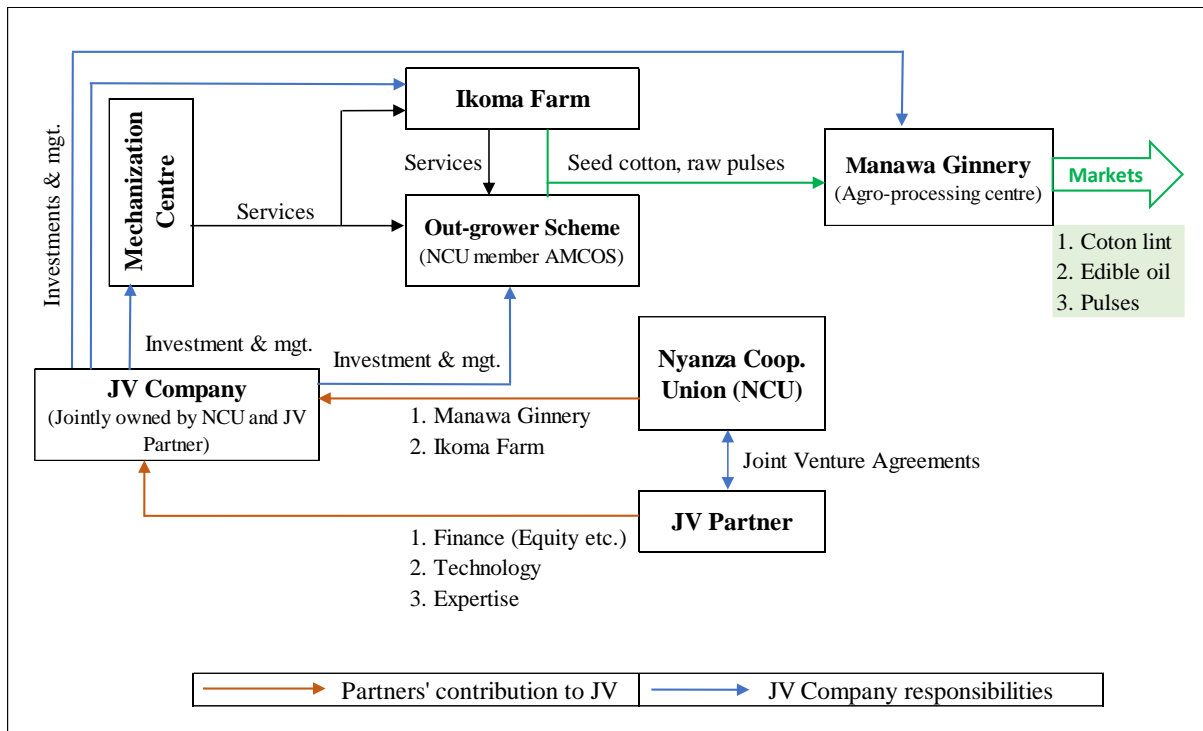 Investments & mgt.
Mechanization
Centre
Ikoma Farm
Services
Services
Seed cotton, raw pulses
Out-grower Scheme
(NCU member AMCOS)
Manawa Ginnery
(Agro-processing centre)
Markets
1. Coton lint
2. Edible oil
3. Pulses
Investment & mgt.
Investment & mgt.
JV Company
(Jointly owned by NCU and JV
Partner)
Nyanza Coop.
Union (NCU)
1. Manawa Ginnery
2. Ikoma Farm
Joint Venture Agreements
JV Partner
1. Finance (Equity etc.)
2. Technology
3. Expertise
Partners' contribution to JV
JV Company responsibilities